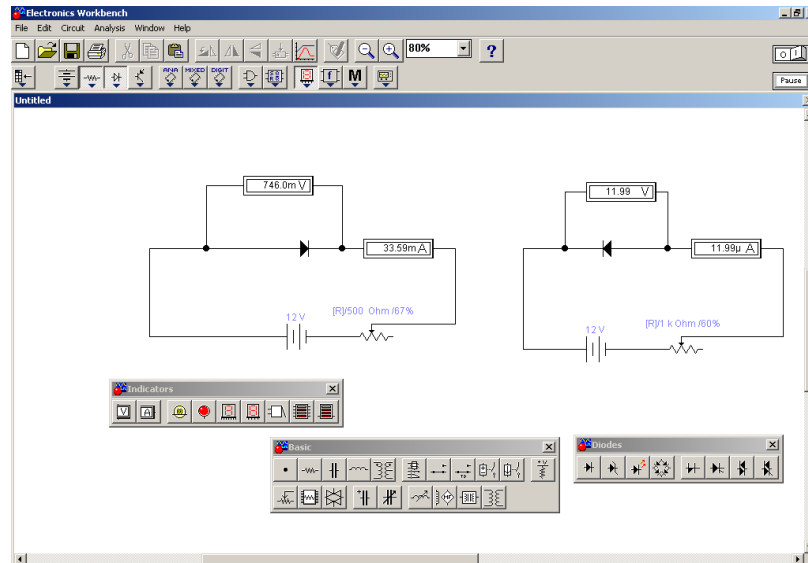 Electronics Workbench
File Edit Circuit Analysis Window Help
80%
?
ANA MIXED DIGIT
f M
Pause
Untitled
746.0m V
11.99 V
33.59m A
11.99µ A
12 V
[R]/500 Ohm /67%
12 V
[R]/1 k Ohm /60%
Indicators
V A
Basic
Diodes